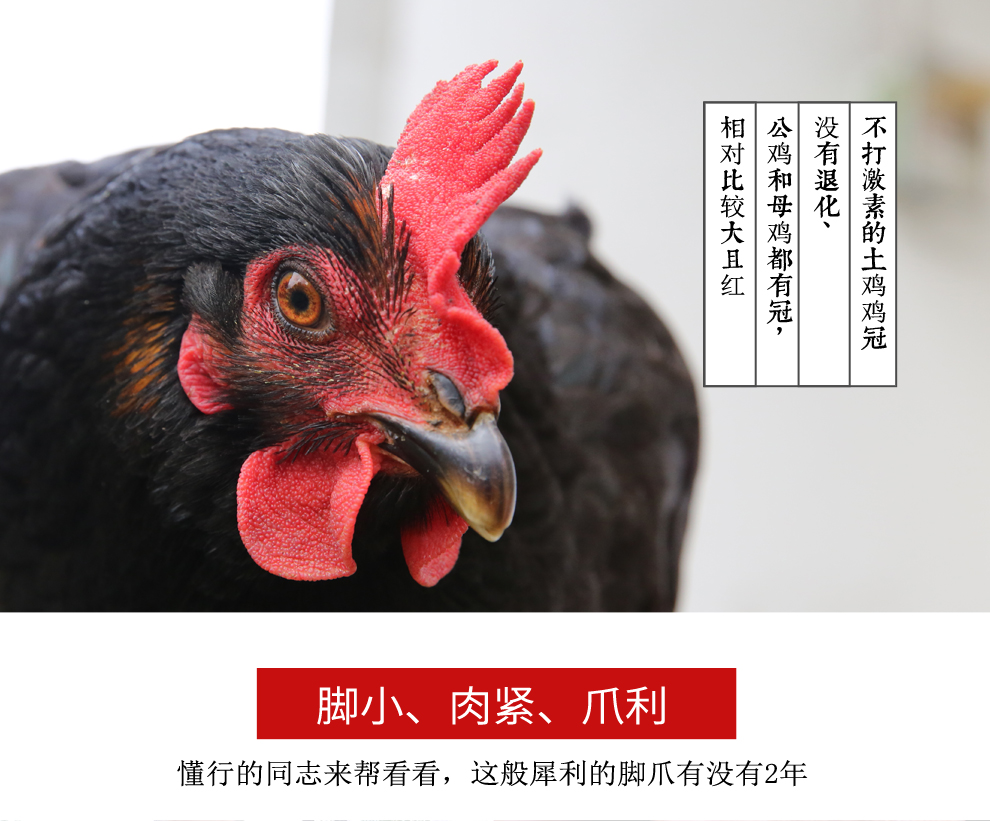 不打激素的土鸡鸡冠
没有退化、
公鸡和母鸡都有冠，
相对比较大且红
脚小、肉紧、爪利
懂行的同志来帮看看，这般犀利的脚爪有没有2年